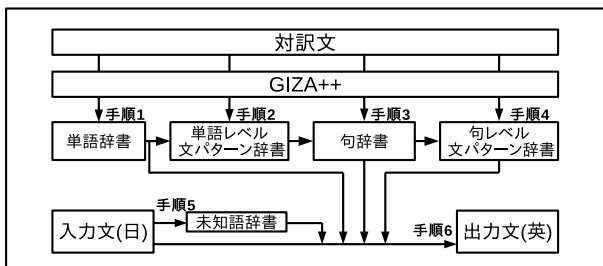 対訳文
GIZA++
手順1
手順2
手順3
手順4
単語辞書
単語レベル
文パターン辞書
句辞書
句レベル
文パターン辞書
手順5
入力文(日)
未知語辞書
手順6
出力文(英)